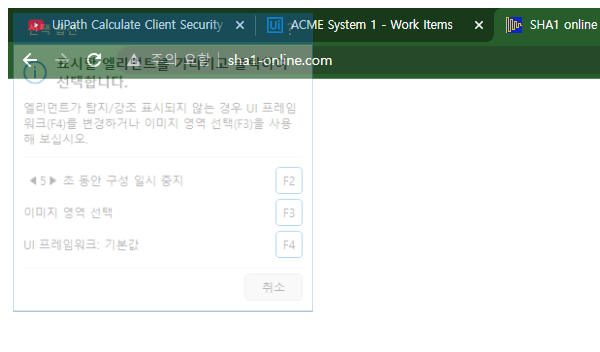 선택 옵션
UiPath Calculate Client Security
ACME System 1 - Work Items
SHA1 online
?
주의 요함
sha1-online.com
표시할 엘리먼트를 가리키고 클릭하여
선택합니다.
엘리먼트가 탐지/강조 표시되지 않는 경우 UI 프레임
워크(F4)를 변경하거나 이미지 영역 선택(F3)을 사용
해 보십시오.
◀ 5 ▶ 초 동안 구성 일시 중지 F2
이미지 영역 선택 F3
UI 프레임워크: 기본값 F4
취소